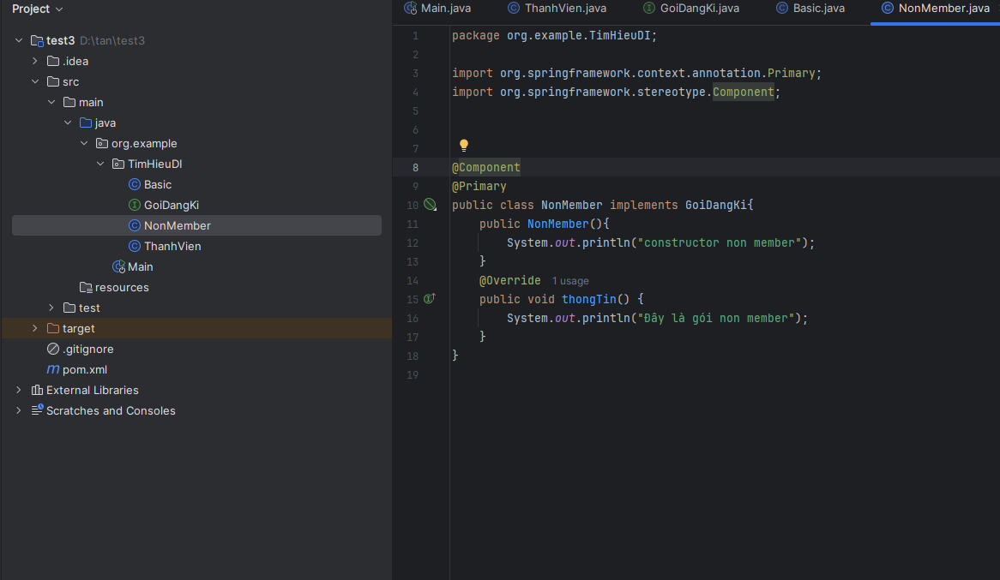 Project
test3 D:\tan\test3
.idea
src
main
java
org.example
TimHieuDI
Basic
GoiDangKi
NonMember
ThanhVien
Main
resources
test
target
.gitignore
m pom.xml
External Libraries
Scratches and Consoles
Main.java ThanhVien.java GoiDangKi.java Basic.java NonMember.java
1 package org.example.TimHieuDI;
2
3 import org.springframework.context.annotation.Primary;
4 import org.springframework.stereotype.Component;
5
6
7
8 @Component
9 @Primary
10 public class NonMember implements GoiDangKi{
11 public NonMember(){
12 System.out.println("constructor non member");
13 }
14 @Override 1 usage
15 public void thongTin() {
16 System.out.println("Đây là gói non member");
17 }
18 }
19